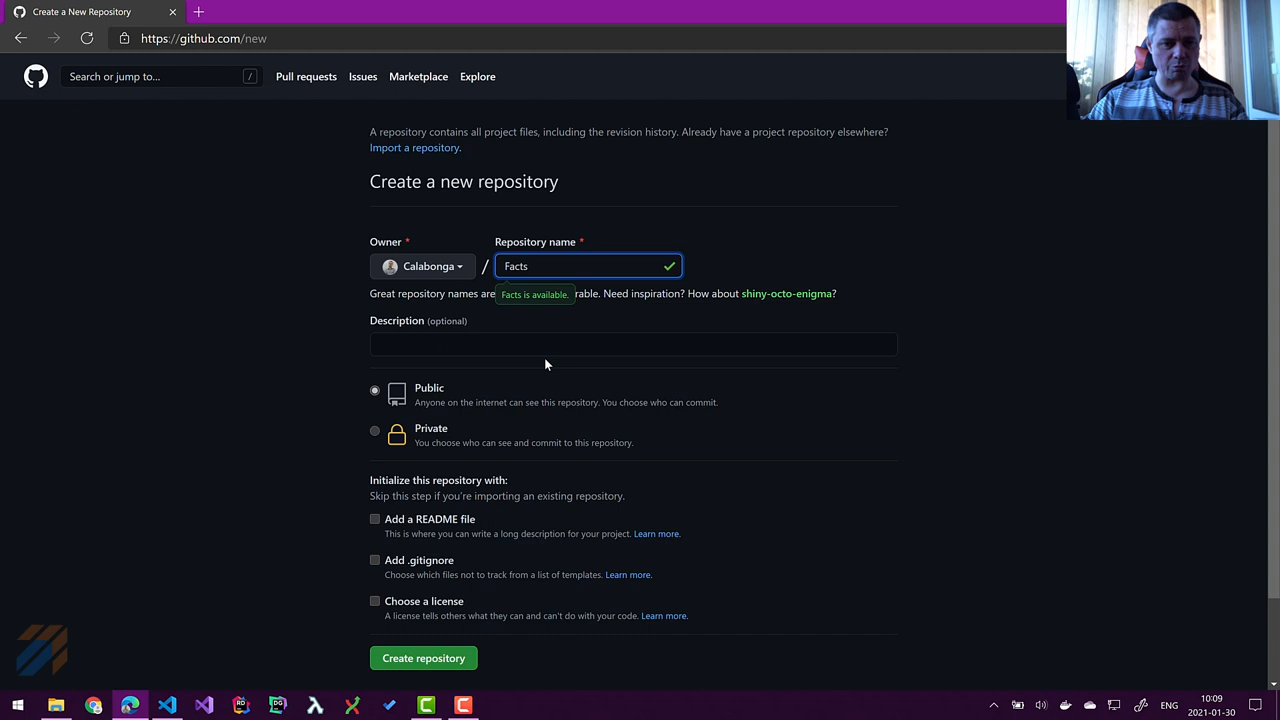 Create a New Repository
https://github.com/new
Search or jump to...
/
Pull requests
Issues
Marketplace
Explore
A repository contains all project files, including the revision history. Already have a project repository elsewhere?
Import a repository.
Create a new repository
Owner *
Repository name *
Calabonga
/
Facts
Great repository names are
Facts is available.
rable. Need inspiration? How about shiny-octo-enigma?
Description (optional)
Public
Anyone on the internet can see this repository. You choose who can commit.
Private
You choose who can see and commit to this repository.
Initialize this repository with:
Skip this step if you're importing an existing repository.
Add a README file
This is where you can write a long description for your project. Learn more.
Add .gitignore
Choose which files not to track from a list of templates. Learn more.
Choose a license
A license tells others what they can and can't do with your code. Learn more.
Create repository
RD
DG
C
C
ENG
10:09
2021-01-30